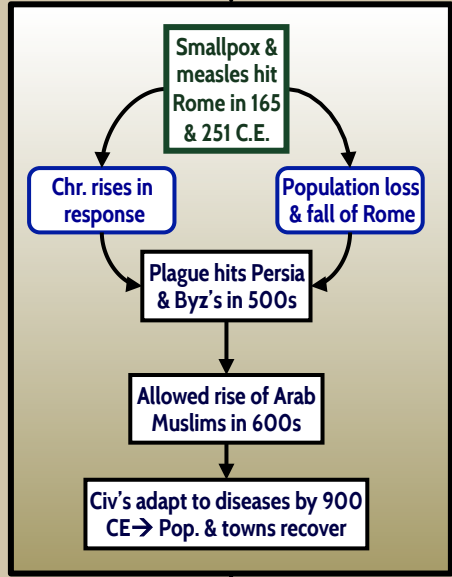 Smallpox &
measles hit
Rome in 165
& 251 C.E.
Chr. rises in
response
Population loss
& fall of Rome
Plague hits Persia
& Byz's in 500s
Allowed rise of Arab
Muslims in 600s
Civ's adapt to diseases by 900
CE→ Pop. & towns recover